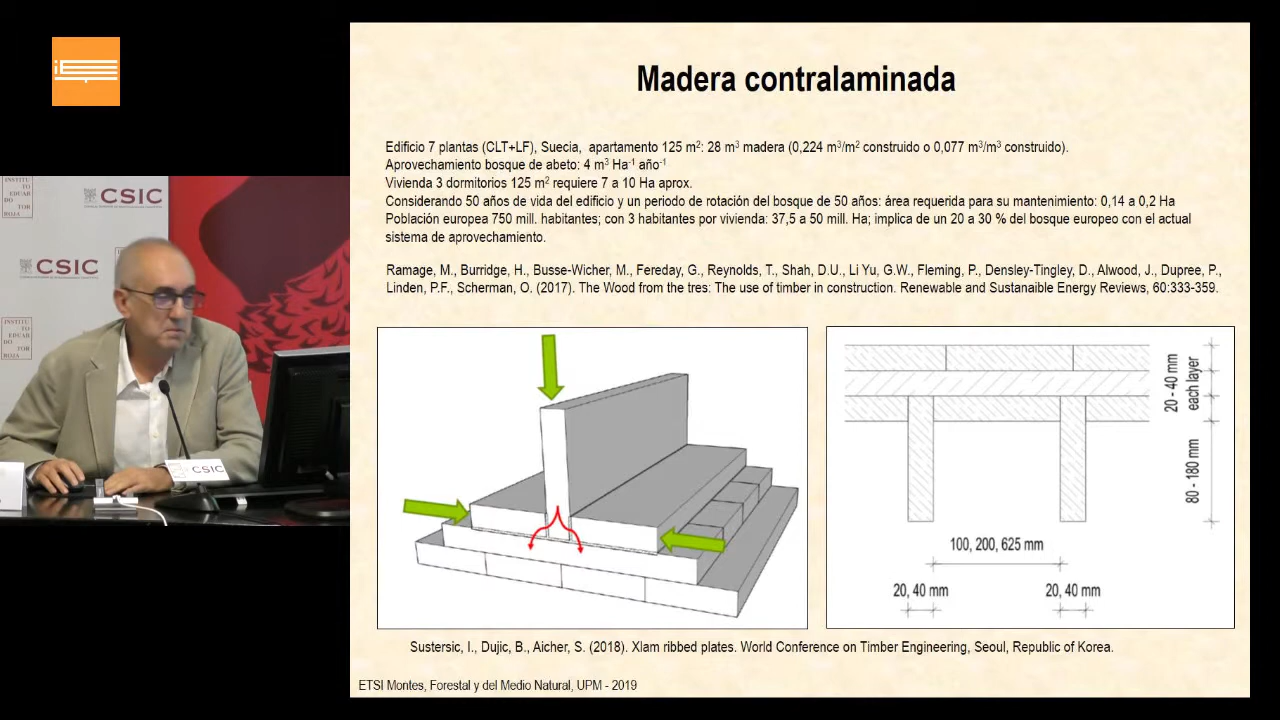 Madera contralaminada
Edificio 7 plantas (CLT+LF), Suecia, apartamento 125 m²: 28 m³ madera (0,224 m³/m² construido o 0,077 m³/m³ construido).
Aprovechamiento bosque de abeto: 4 m³ Ha⁻¹ año⁻¹
Vivienda 3 dormitorios 125 m² requiere 7 a 10 Ha aprox.
Considerando 50 años de vida del edificio y un periodo de rotación del bosque de 50 años: área requerida para su mantenimiento: 0,14 a 0,2 Ha
Población europea 750 mill. habitantes; con 3 habitantes por vivienda: 37,5 a 50 mill. Ha; implica de un 20 a 30 % del bosque europeo con el actual
sistema de aprovechamiento.
Ramage, M., Burridge, H., Busse-Wicher, M., Fereday, G., Reynolds, T., Shah, D.U., Li Yu, G.W., Fleming, P., Densley-Tingley, D., Alwood, J., Dupree, P.,
Linden, P.F., Scherman, O. (2017). The Wood from the tres: The use of timber in construction. Renewable and Sustanaible Energy Reviews, 60:333-359.
20 - 40 mm
each layer
80 - 180 mm
100, 200, 625 mm
20, 40 mm
20, 40 mm
Sustersic, I., Dujic, B., Aicher, S. (2018). Xlam ribbed plates. World Conference on Timber Engineering, Seoul, Republic of Korea.
ETSI Montes, Forestal y del Medio Natural, UPM - 2019
CSIC
CSIC
INSTITU
TO
EDUAR
DO
TOR
ROJA
CSIC